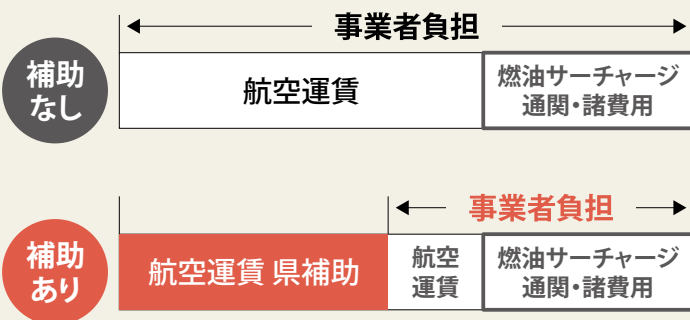 事業者負担
補助
なし
航空運賃
燃油サーチャージ
通関・諸費用
事業者負担
補助
あり
航空運賃 県補助
航空
運賃
燃油サーチャージ
通関・諸費用